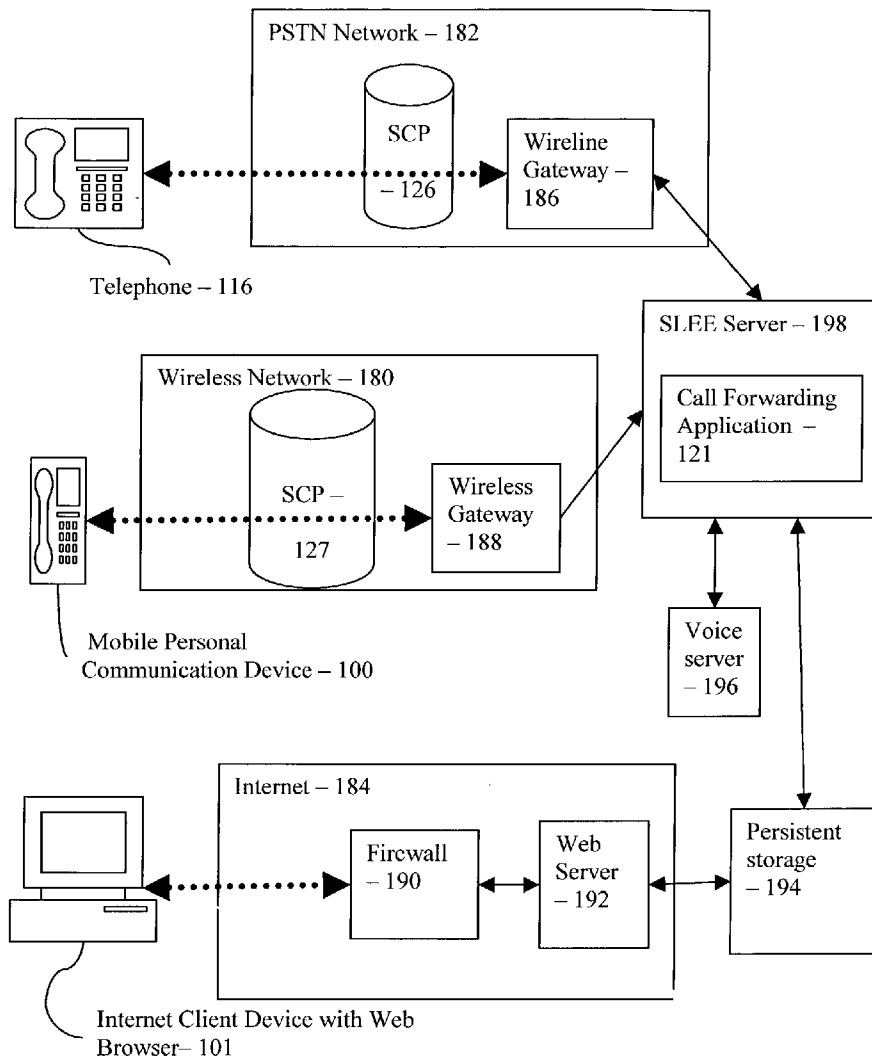 PSTN Network – 182
SCP
– 126
Wireline
Gateway –
186
Telephone – 116
SLEE Server – 198
Call Forwarding
Application –
121
Wireless Network – 180
SCP –
127
Wireless
Gateway
– 188
Mobile Personal
Communication Device – 100
Voice
server
– 196
Internet – 184
Firewall
– 190
Web
Server
– 192
Persistent
storage
– 194
Internet Client Device with Web
Browser– 101